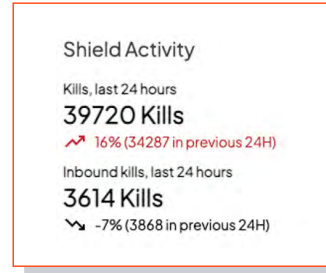 Shield Activity
Kills, last 24 hours
39720 Kills
16% (34287 in previous 24H)
Inbound kills, last 24 hours
3614 Kills
-7% (3868 in previous 24H)